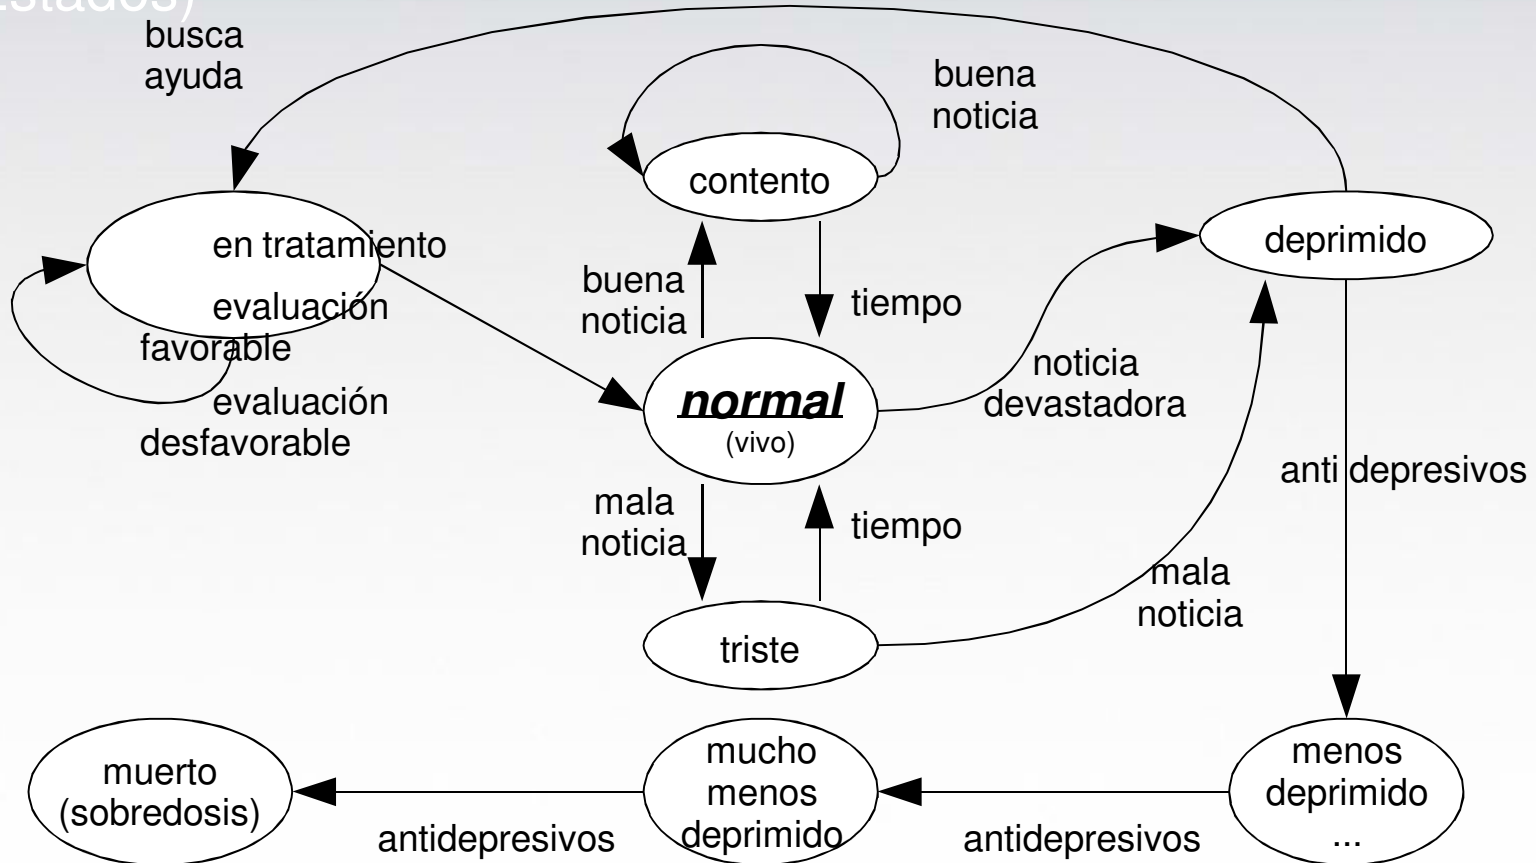 Estados)
busca
ayuda
buena
noticia
contento
deprimido
en tratamiento
evaluación
favorable
evaluación
desfavorable
buena
noticia
tiempo
normal
(vivo)
noticia
devastadora
anti depresivos
mala
noticia
tiempo
mala
noticia
triste
muerto
(sobredosis)
antidepresivos
mucho
menos
deprimido
antidepresivos
menos
deprimido
...